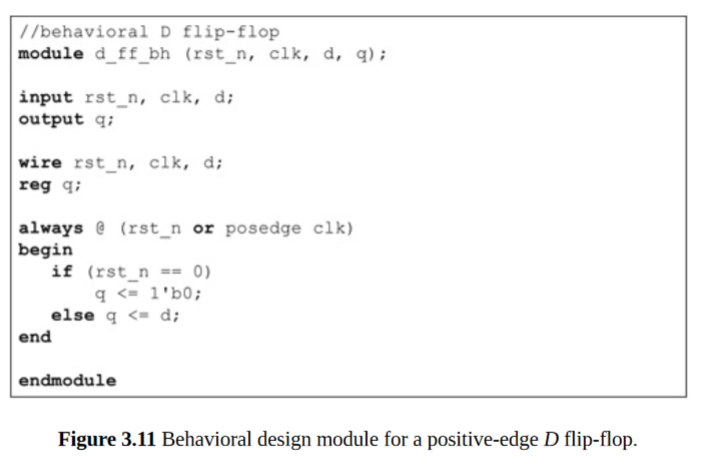 //behavioral D flip-flop
module d_ff_bh (rst_n, clk, d, q);
input rst_n, clk, d;
output q;
wire rst_n, clk, d;
reg q;
always @ (rst_n or posedge clk)
begin
if (rst_n == 0)
q <= 1'b0;
else q <= d;
end
endmodule
Figure 3.11 Behavioral design module for a positive-edge D flip-flop.